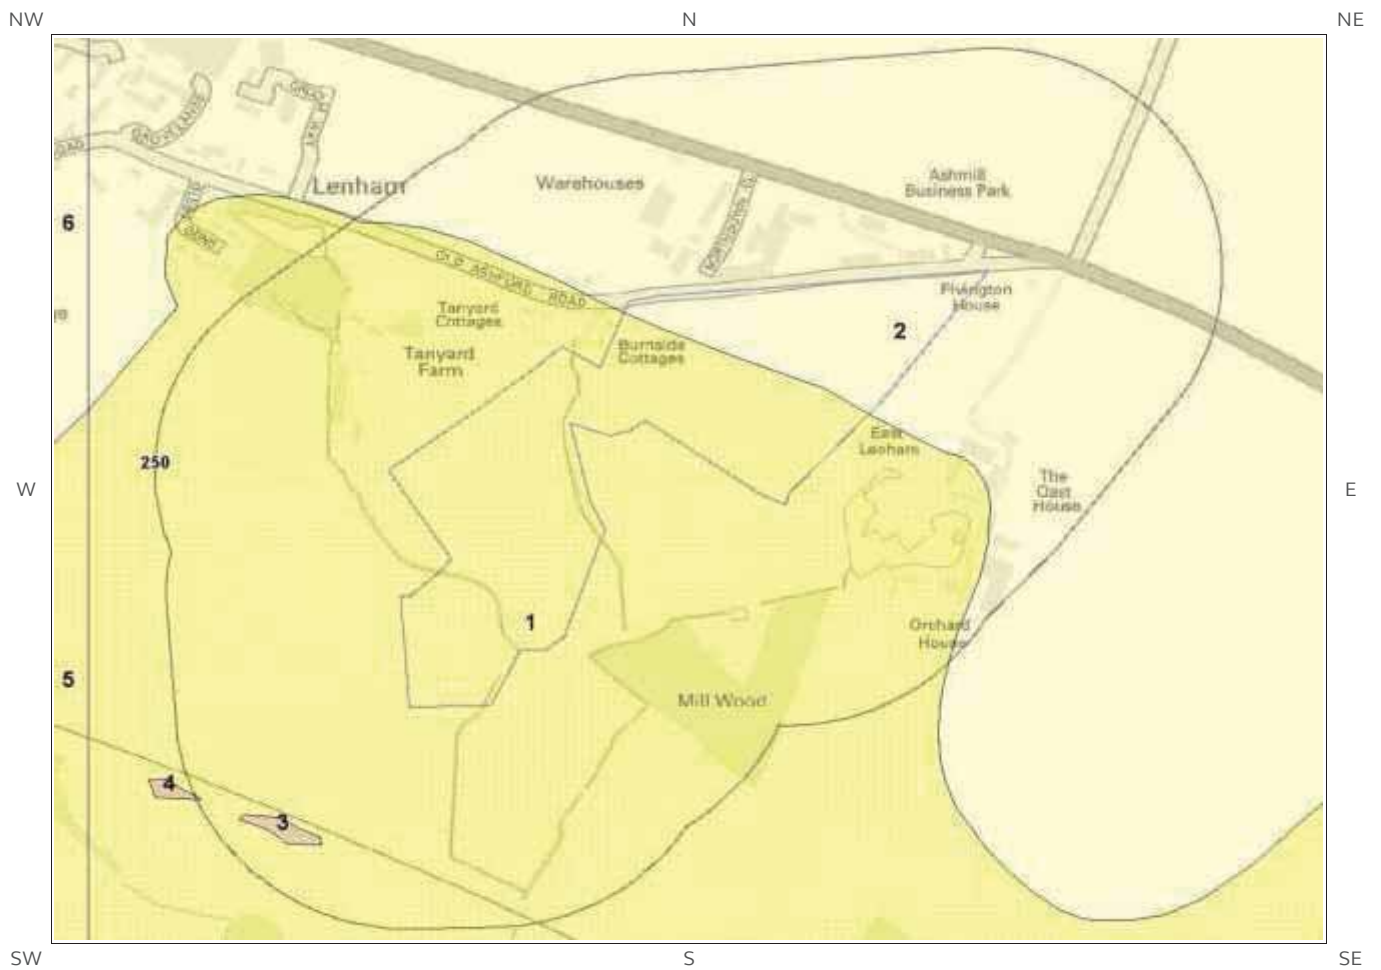 NW
N
NE
Lenham
Warehouses
Ashmill
Business Park
6
OLD ASHFORD ROAD
Tanyard
Cottages
Tanyard
Farm
Burnside
Cottages
2
House
250
W
E
East
Lenham
The
Oast
House
1
Orchard
House
5
Mill Wood
4
3
SW
S
SE